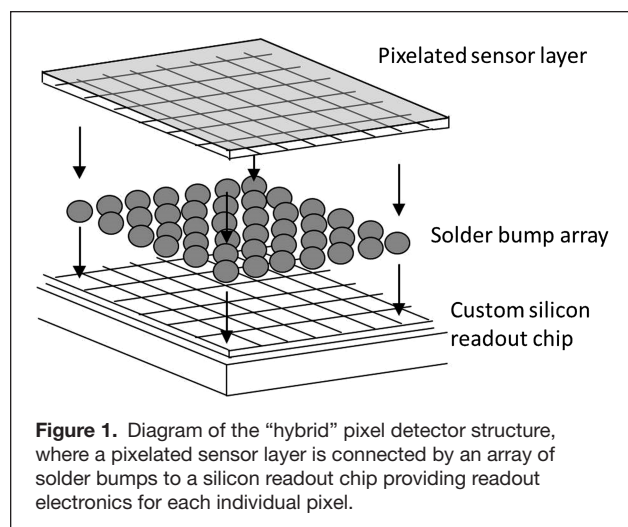 Pixelated sensor layer
Solder bump array
Custom silicon
readout chip
Figure 1. Diagram of the “hybrid” pixel detector structure,
where a pixelated sensor layer is connected by an array of
solder bumps to a silicon readout chip providing readout
electronics for each individual pixel.